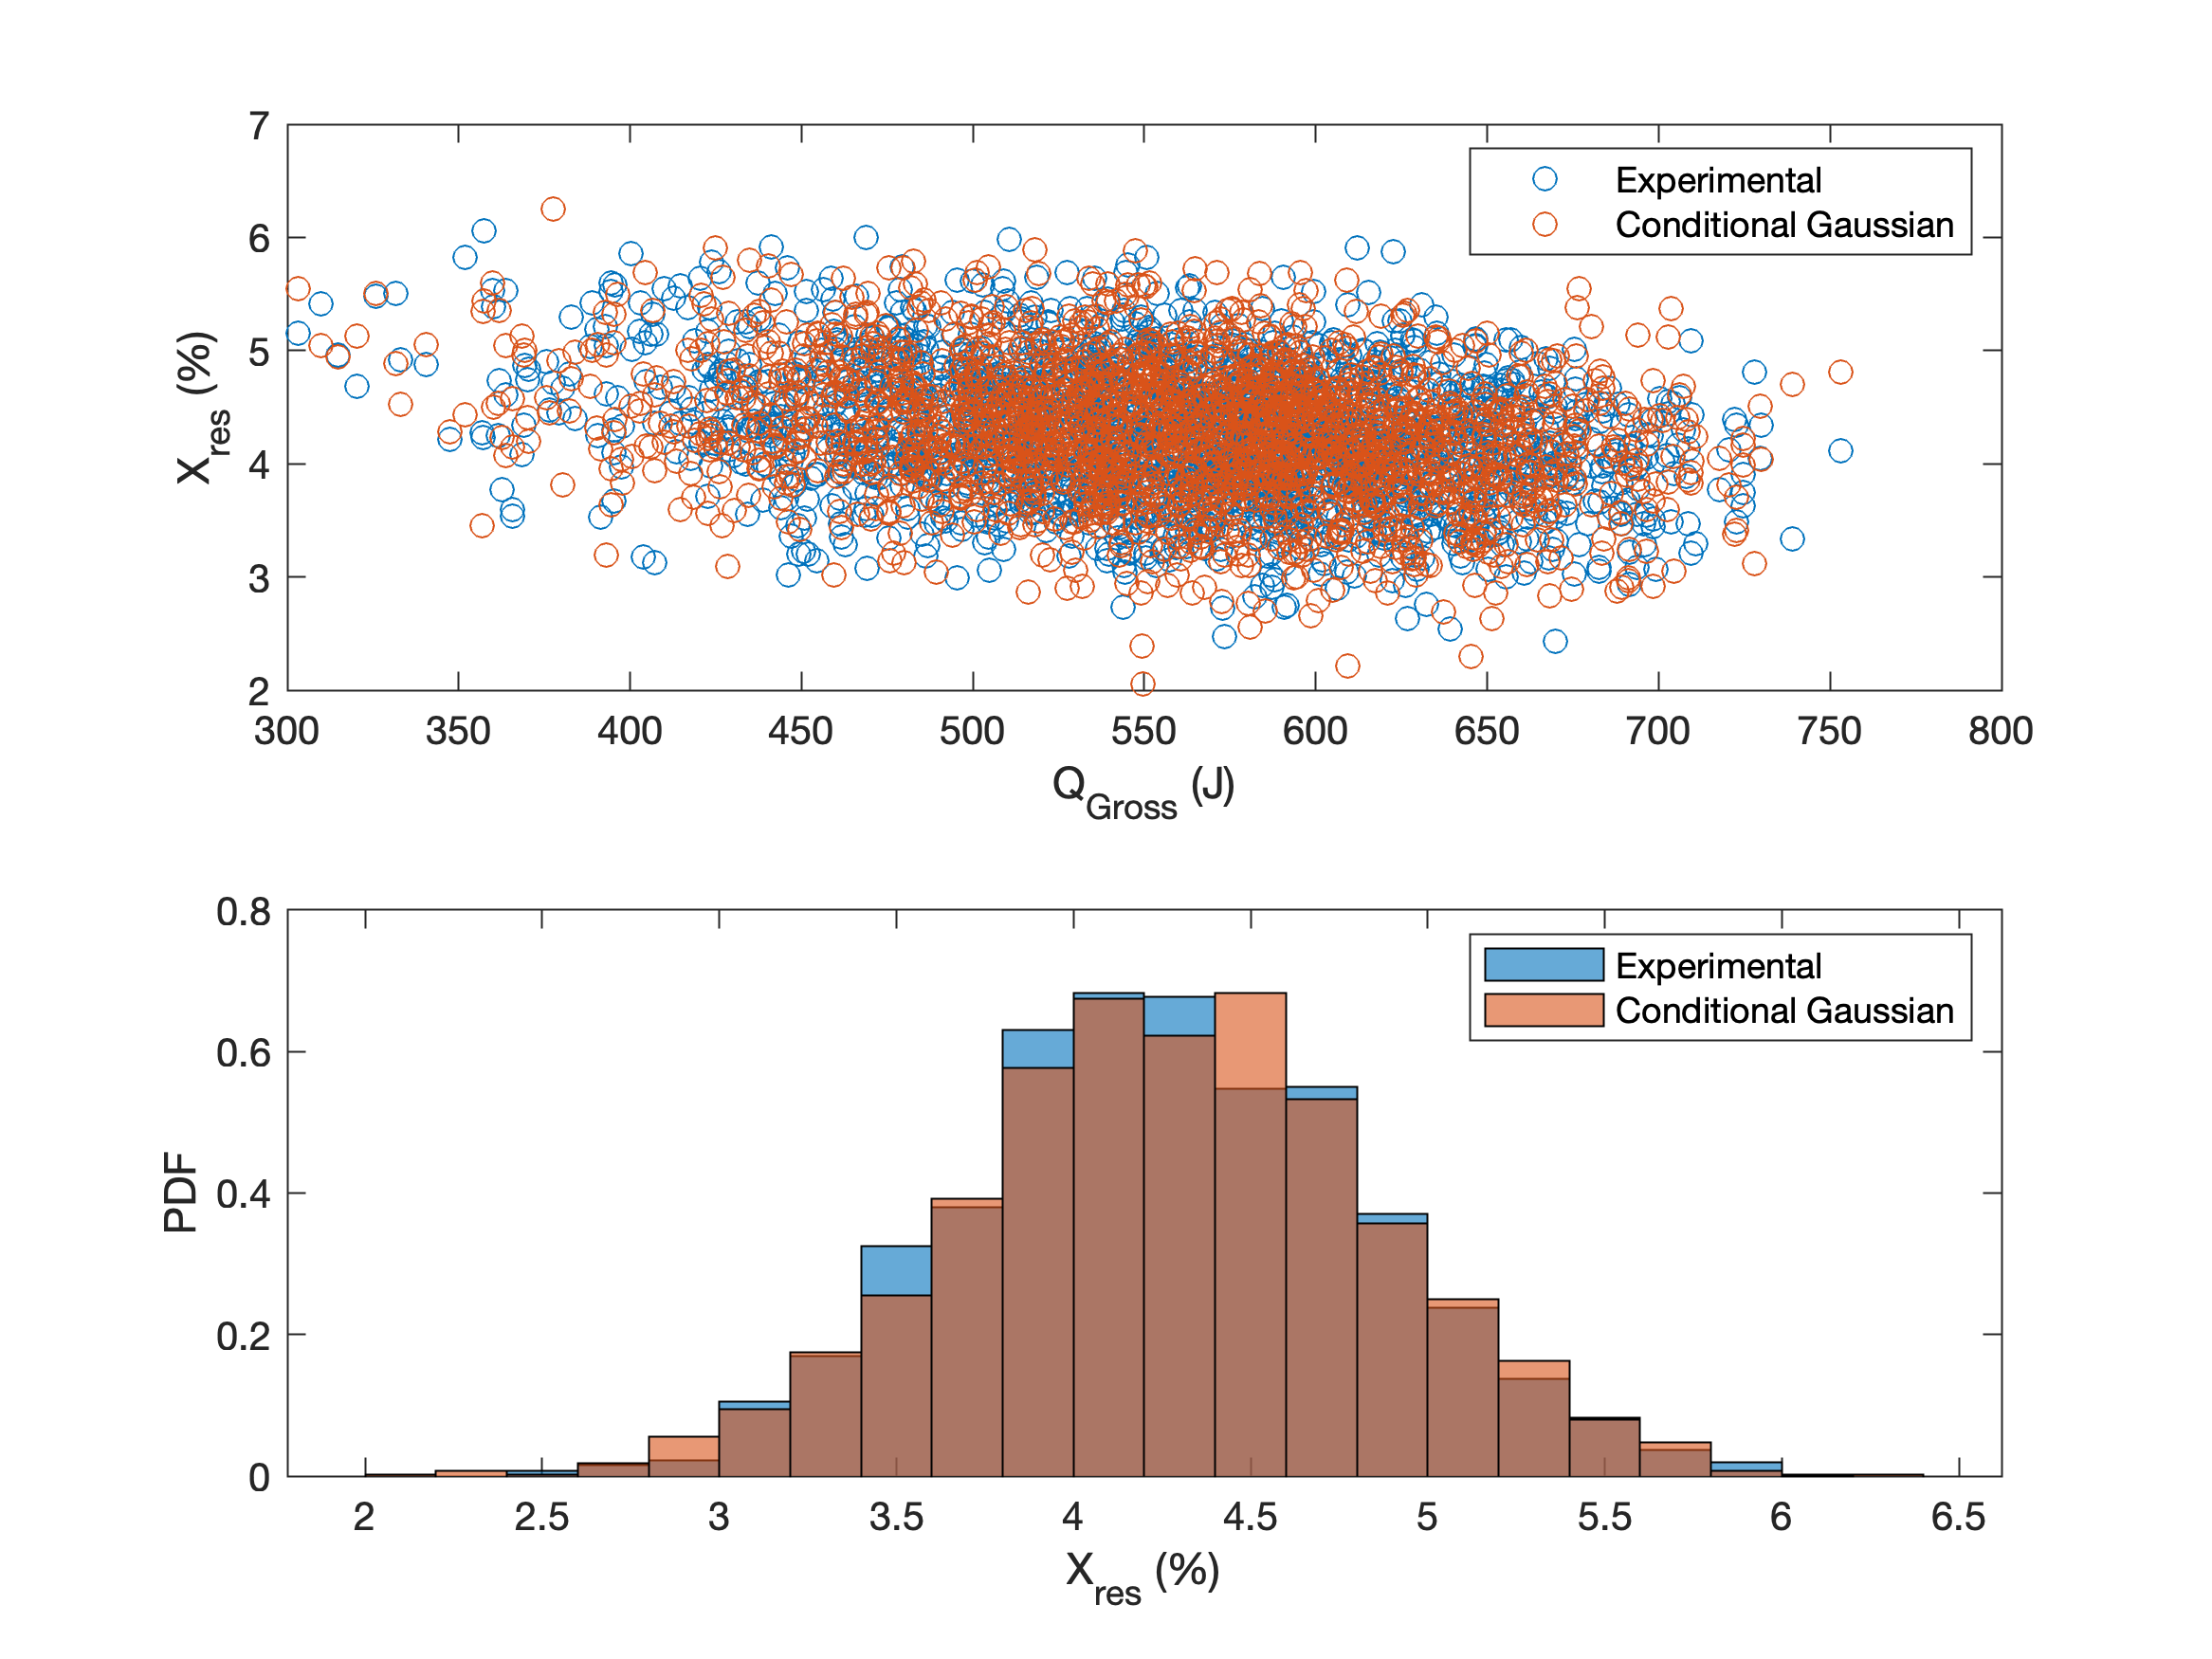 7
6
5
4
3
2
X_res (%)
Experimental
Conditional Gaussian
300 350 400 450 500 550 600 650 700 750 800
Q_Gross (J)
0.8
0.6
0.4
0.2
0
PDF
Experimental
Conditional Gaussian
2 2.5 3 3.5 4 4.5 5 5.5 6 6.5
X_res (%)